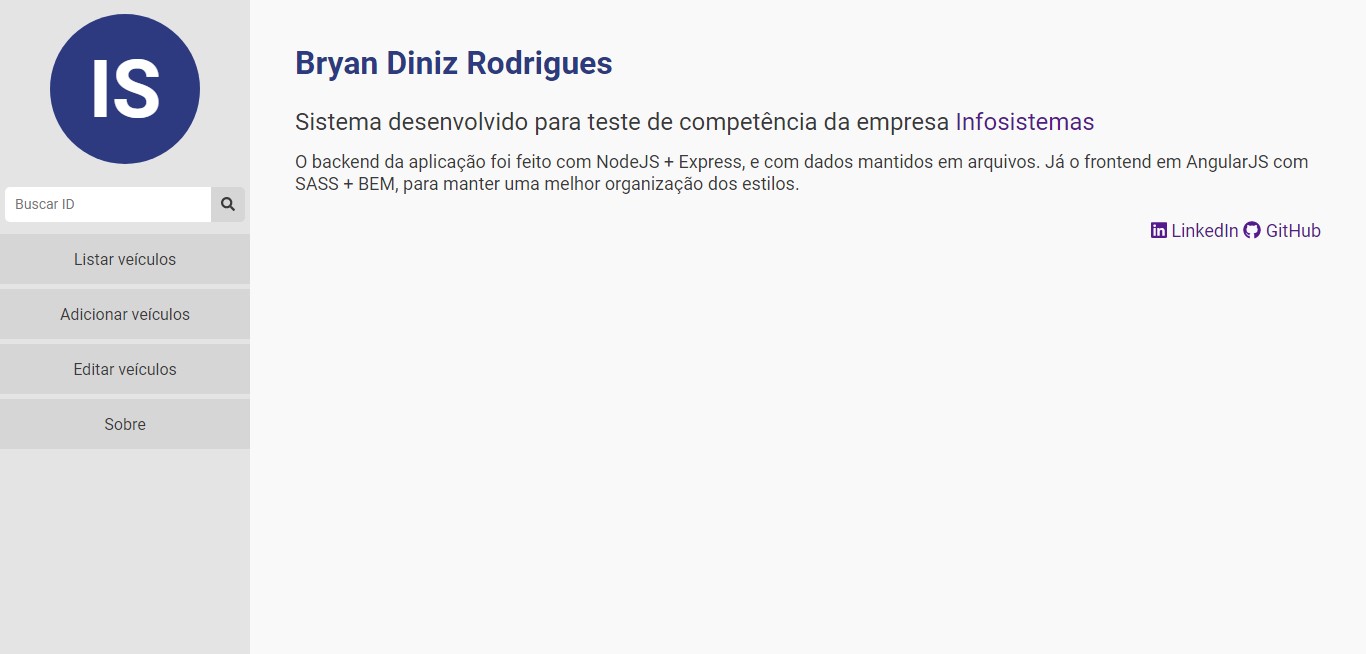 IS
Buscar ID
Listar veículos
Adicionar veículos
Editar veículos
Sobre
Bryan Diniz Rodrigues
Sistema desenvolvido para teste de competência da empresa Infosistemas
O backend da aplicação foi feito com NodeJS + Express, e com dados mantidos em arquivos. Já o frontend em AngularJS com
SASS + BEM, para manter uma melhor organização dos estilos.
LinkedIn GitHub